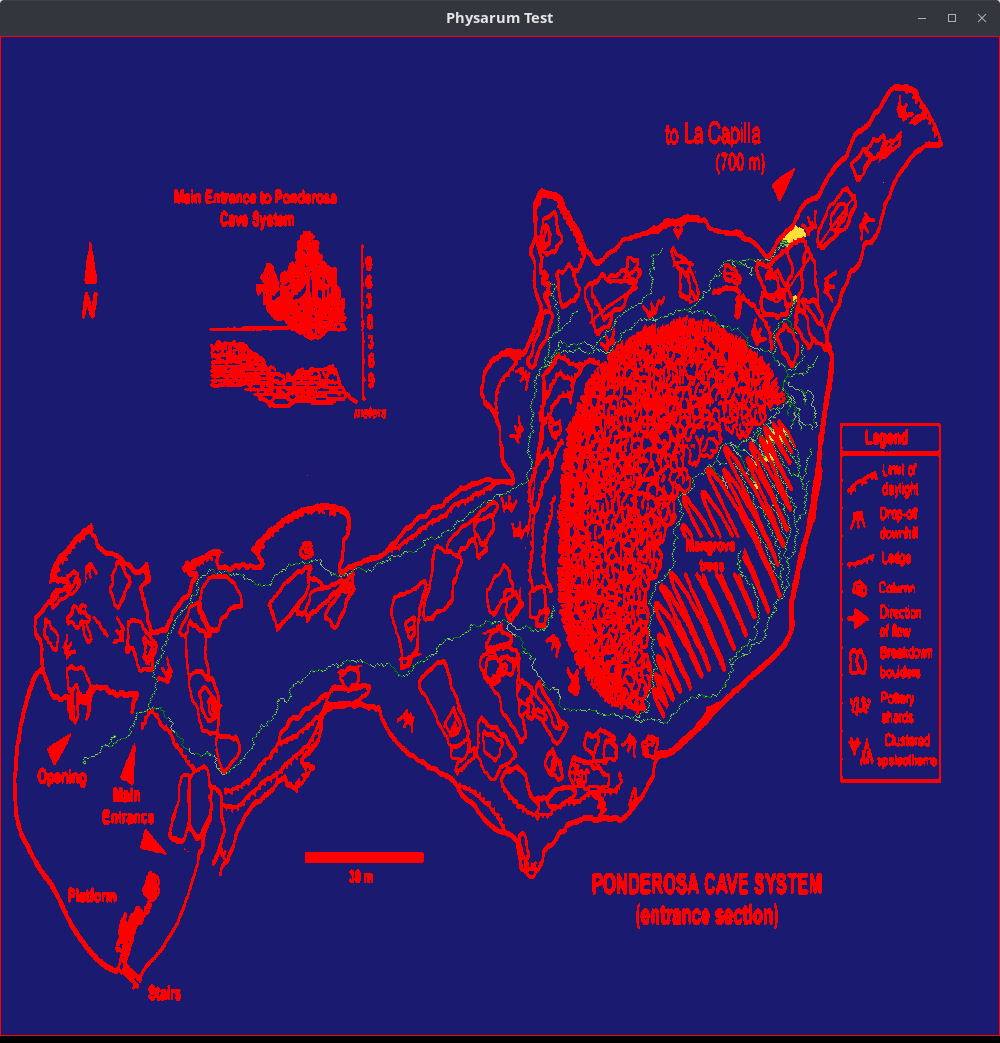 Physarum Test
to La Capilla
(700 m)
Main Entrance to Ponderosa
Cave System
N
meters
Legend
Limit of
daylight
Drop-off
downhill
Ledge
Column
Direction
of flow
Breakdown
boulders
Pottery
shards
Clustered
speleothems
Mangrove
trees
Opening
Main
Entrance
Platform
Stairs
30 m
PONDEROSA CAVE SYSTEM
(entrance section)